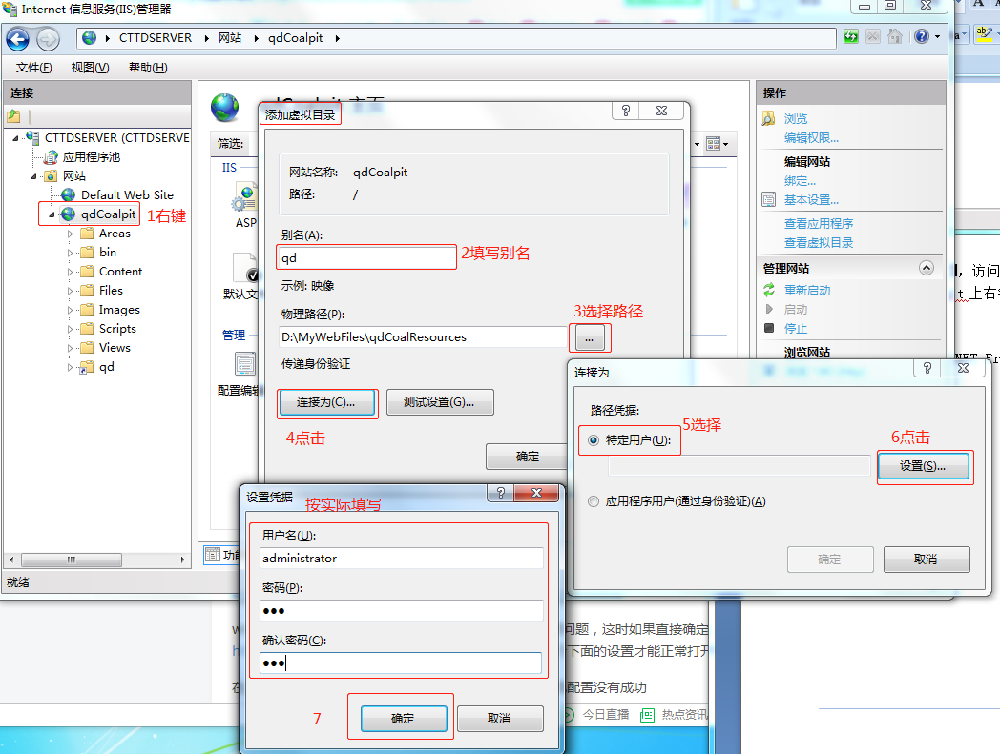 Internet 信息服务(IIS)管理器
CTTDSERVER
网站
qdCoalpit
文件(F)
视图(V)
帮助(H)
连接
CTTDSERVER (CTTDSERVE
应用程序池
网站
Default Web Site
qdCoalpit
1右键
Areas
bin
Content
Files
Images
Scripts
Views
qd
就绪
qdCoalpit 主页
筛选:
IIS
ASP
默认文
管理
配置编辑
功能
添加虚拟目录
网站名称: qdCoalpit
路径: /
别名(A):
qd
2填写别名
示例: 映像
物理路径(P):
3选择路径
D:\MyWebFiles\qdCoalResources
...
传递身份验证
连接为(C)...
测试设置(G)...
4点击
确定
操作
浏览
编辑权限...
编辑网站
绑定...
基本设置...
查看应用程序
查看虚拟目录
管理网站
重新启动
启动
停止
浏览网站
连接为
路径凭据:
5选择
特定用户(U):
6点击
设置(S)...
应用程序用户(通过身份验证)(A)
确定
取消
设置凭据
按实际填写
用户名(U):
administrator
密码(P):
●●●
确认密码(C):
●●●
7
确定
取消
，访问
上右
NET Fr
问题，这时如果直接确定
下面的设置才能正常打开
配置没有成功
今日直播
热点资讯